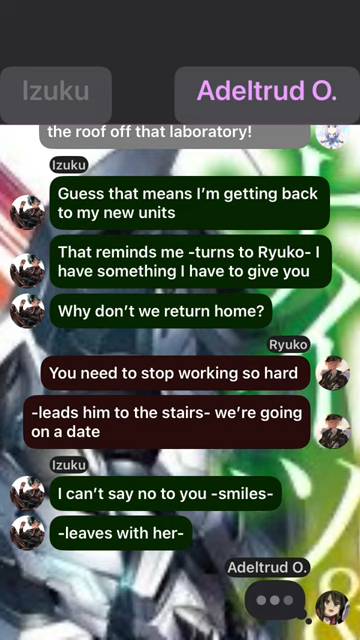 Izuku
Adeltrud O.
the roof off that laboratory!
Izuku
Guess that means I’m getting back
to my new units
That reminds me -turns to Ryuko- I
have something I have to give you
Why don’t we return home?
Ryuko
You need to stop working so hard
-leads him to the stairs- we’re going
on a date
Izuku
I can’t say no to you -smiles-
-leaves with her-
Adeltrud O.